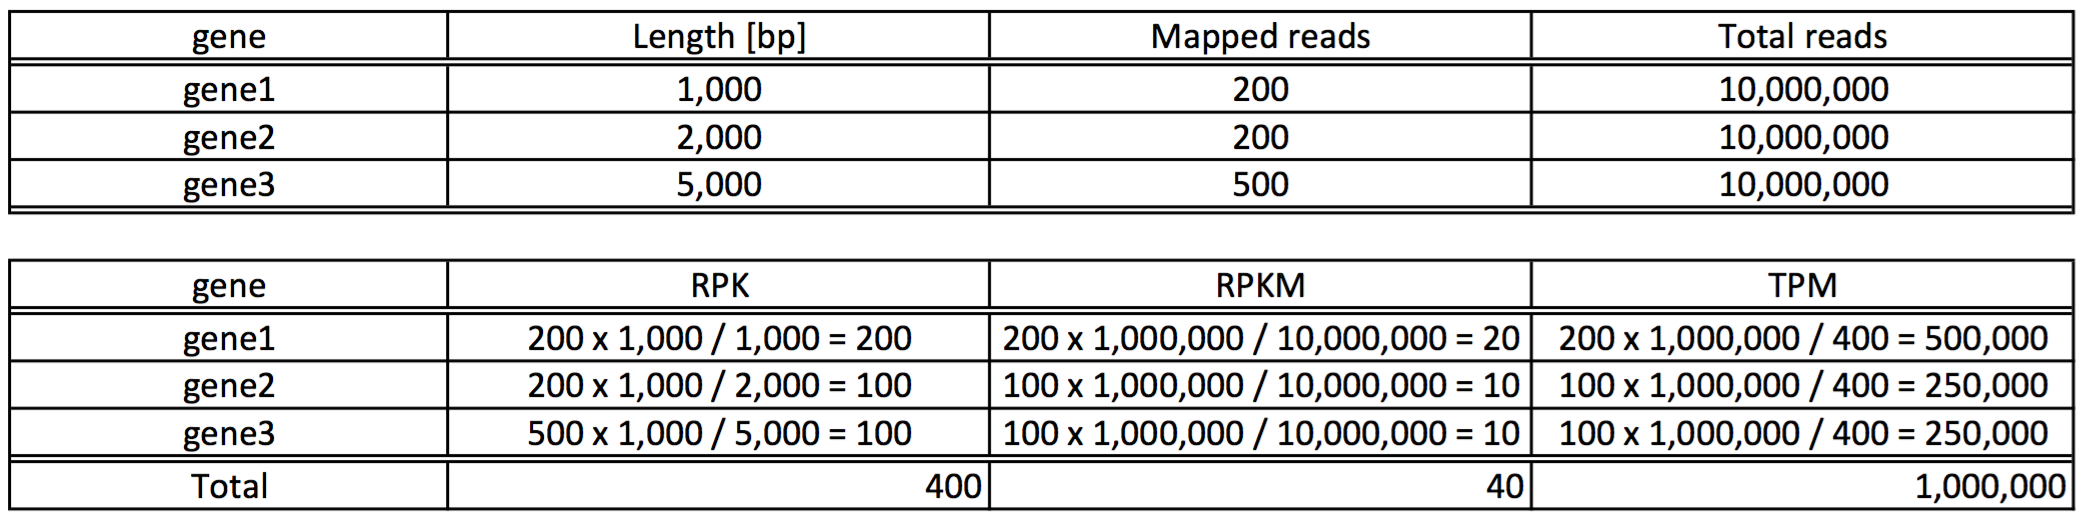 gene Length [bp] Mapped reads Total reads
gene1 1,000 200 10,000,000
gene2 2,000 200 10,000,000
gene3 5,000 500 10,000,000
gene RPK RPKM TPM
gene1 200 x 1,000 / 1,000 = 200 200 x 1,000,000 / 10,000,000 = 20 200 x 1,000,000 / 400 = 500,000
gene2 200 x 1,000 / 2,000 = 100 100 x 1,000,000 / 10,000,000 = 10 100 x 1,000,000 / 400 = 250,000
gene3 500 x 1,000 / 5,000 = 100 100 x 1,000,000 / 10,000,000 = 10 100 x 1,000,000 / 400 = 250,000
Total 400 40 1,000,000